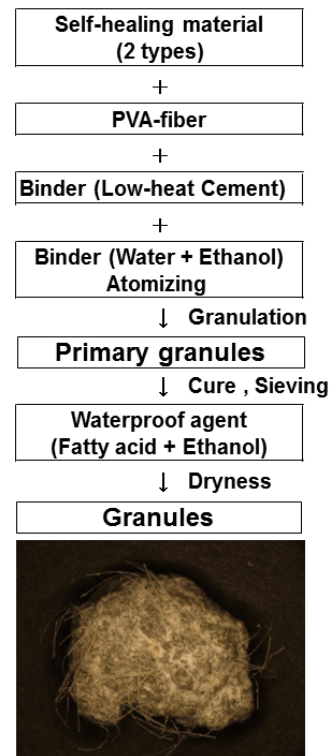 Self-healing material
(2 types)
+
PVA-fiber
+
Binder (Low-heat Cement)
+
Binder (Water + Ethanol)
Atomizing
↓ Granulation
Primary granules
↓ Cure , Sieving
Waterproof agent
(Fatty acid + Ethanol)
↓ Dryness
Granules